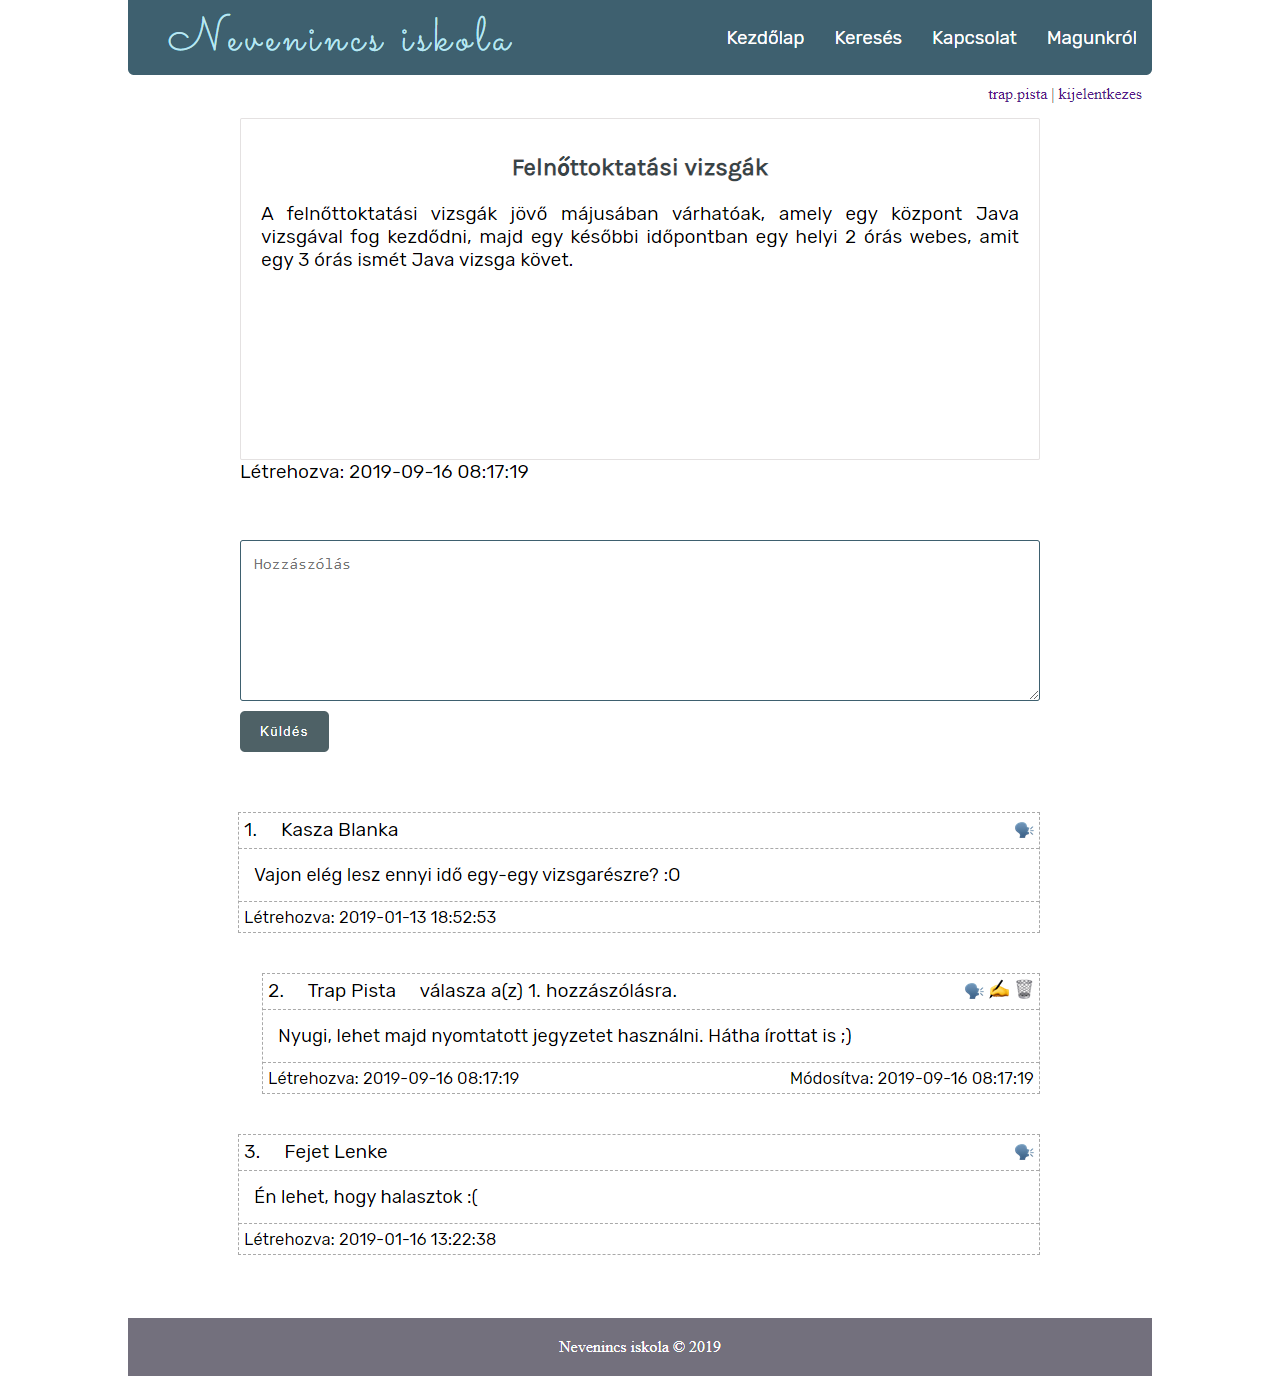 Nevenincs iskola
Kezdőlap Keresés Kapcsolat Magunkról
trap.pista | kijelentkezes
Felnőttoktatási vizsgák
A felnőttoktatási vizsgák jövő májusában várhatóak, amely egy központ Java
vizsgával fog kezdődni, majd egy későbbi időpontban egy helyi 2 órás webes, amit
egy 3 órás ismét Java vizsga követ.
Létrehozva: 2019-09-16 08:17:19
Hozzászólás
Küldés
1. Kasza Blanka
Vajon elég lesz ennyi idő egy-egy vizsgarészre? :O
Létrehozva: 2019-01-13 18:52:53
2. Trap Pista válasza a(z) 1. hozzászólásra.
Nyugi, lehet majd nyomtatott jegyzetet használni. Hátha írottat is ;)
Létrehozva: 2019-09-16 08:17:19 Módosítva: 2019-09-16 08:17:19
3. Fejet Lenke
Én lehet, hogy halasztok :(
Létrehozva: 2019-01-16 13:22:38
Nevenincs iskola © 2019